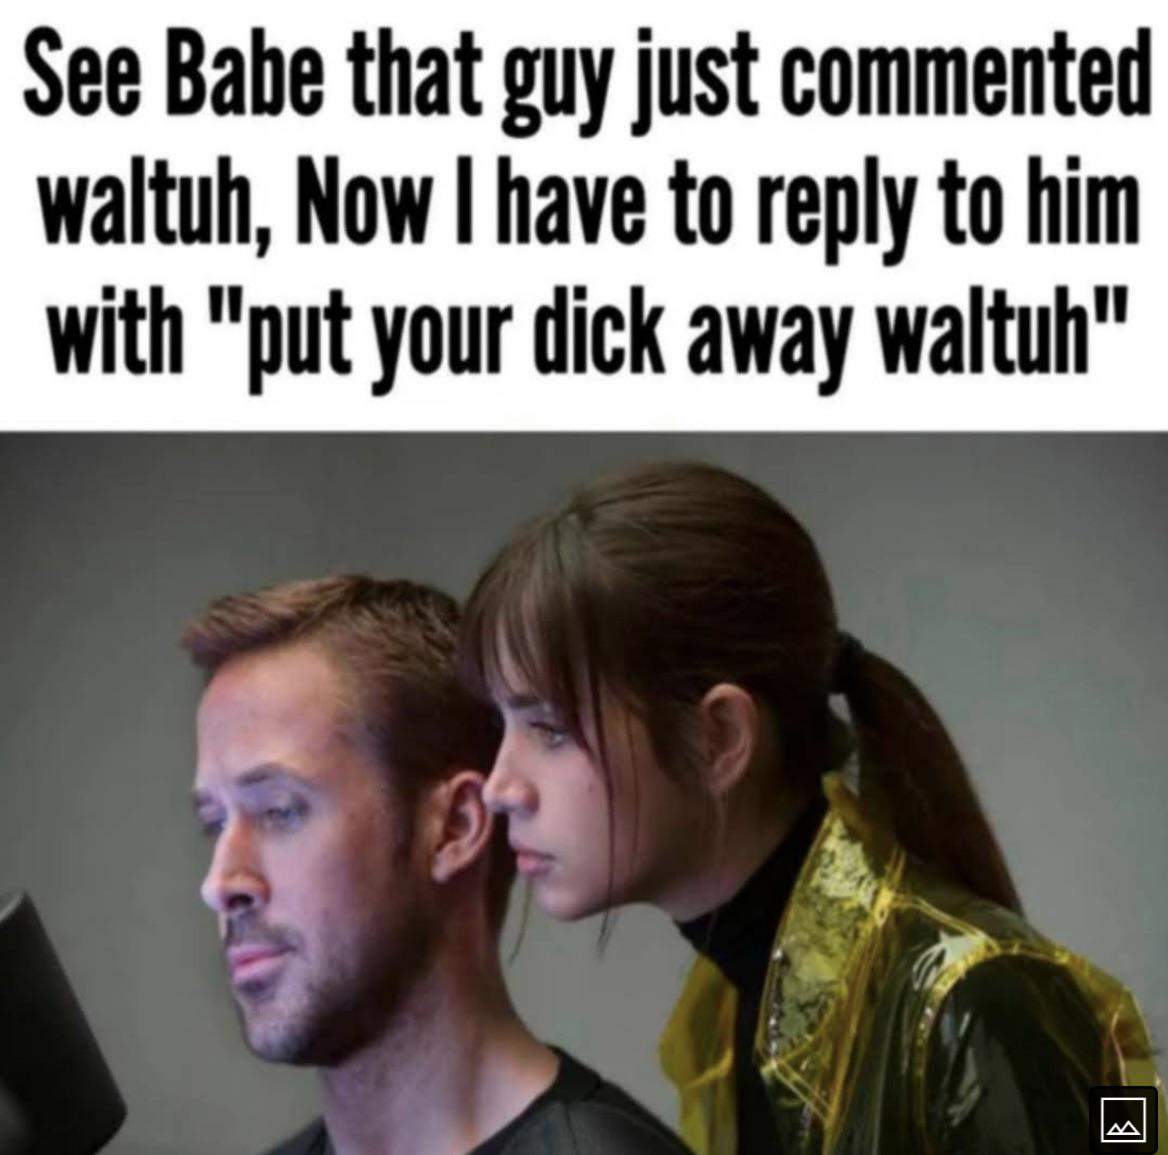 See Babe that guy just commented
waltuh, Now I have to reply to him
with "put your dick away waltuh"